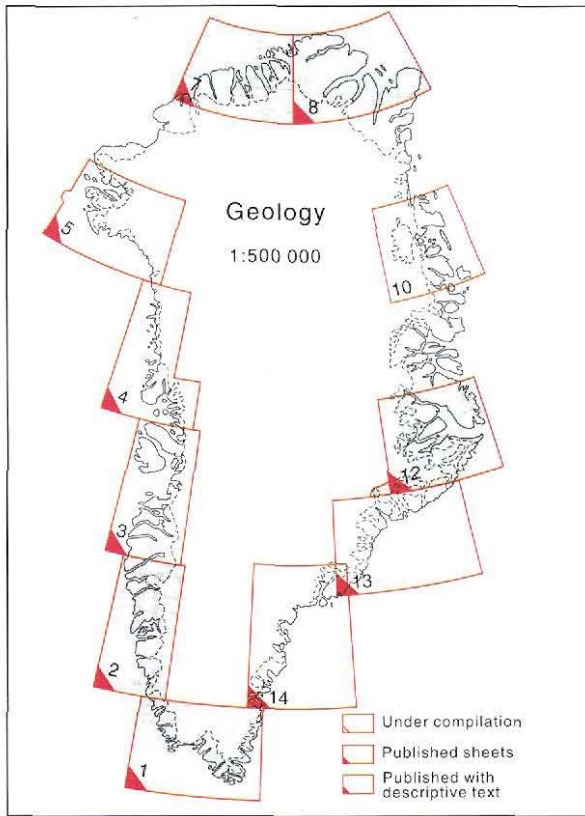 7
8
5
Geology
1:500 000
10
4
12
3
13
2
14
1
Under compilation
Published sheets
Published with
descriptive text